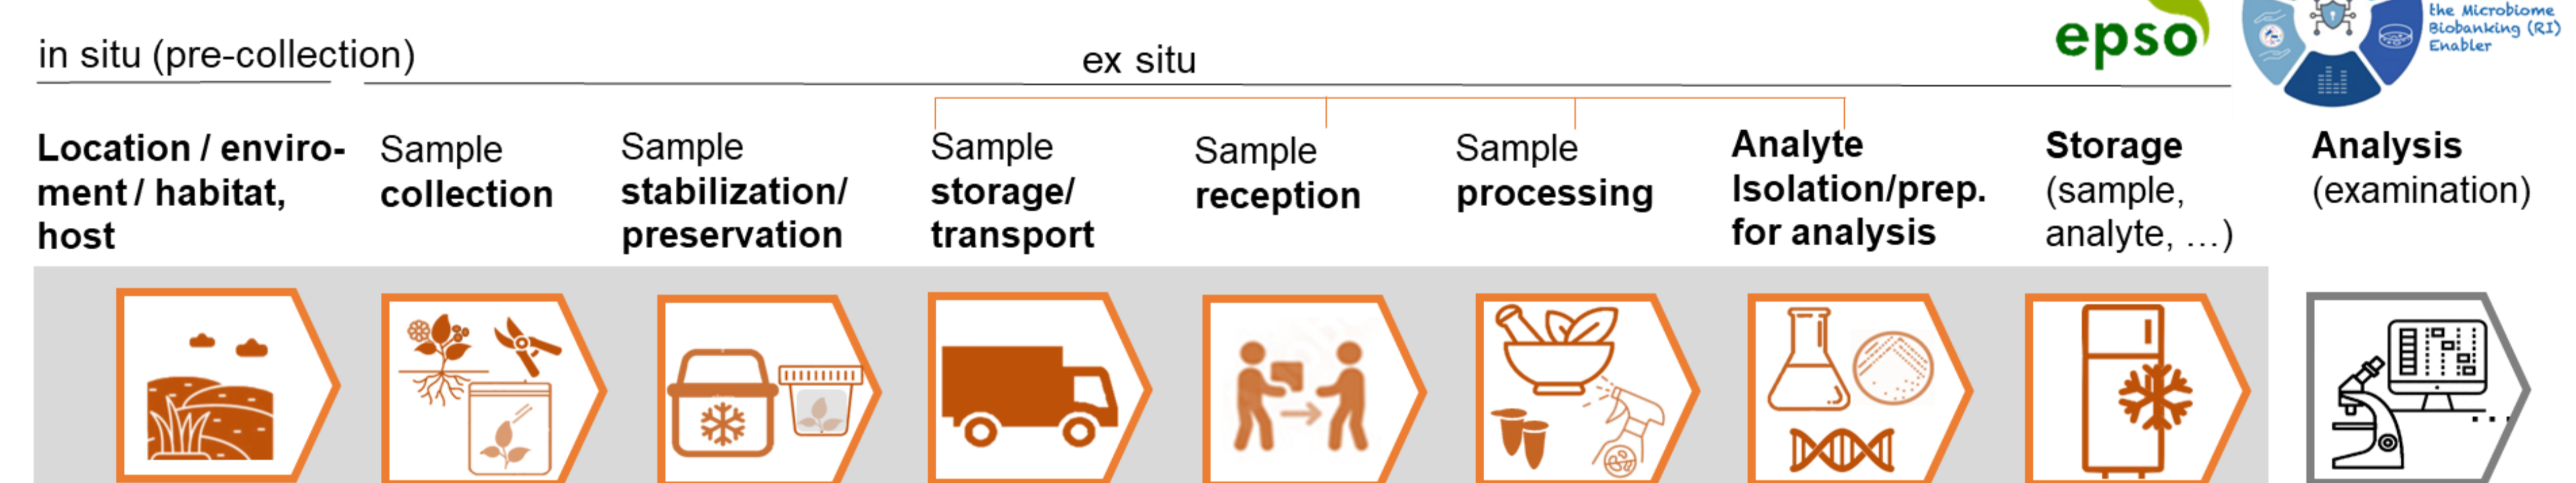 in situ (pre-collection)
ex situ
epso
the Microbiome
Biobanking (RI)
Enabler
Location / enviro-
ment / habitat,
host
Sample
collection
Sample
stabilization/
preservation
Sample
storage/
transport
Sample
reception
Sample
processing
Analyte
Isolation/prep.
for analysis
Storage
(sample,
analyte, ...)
Analysis
(examination)